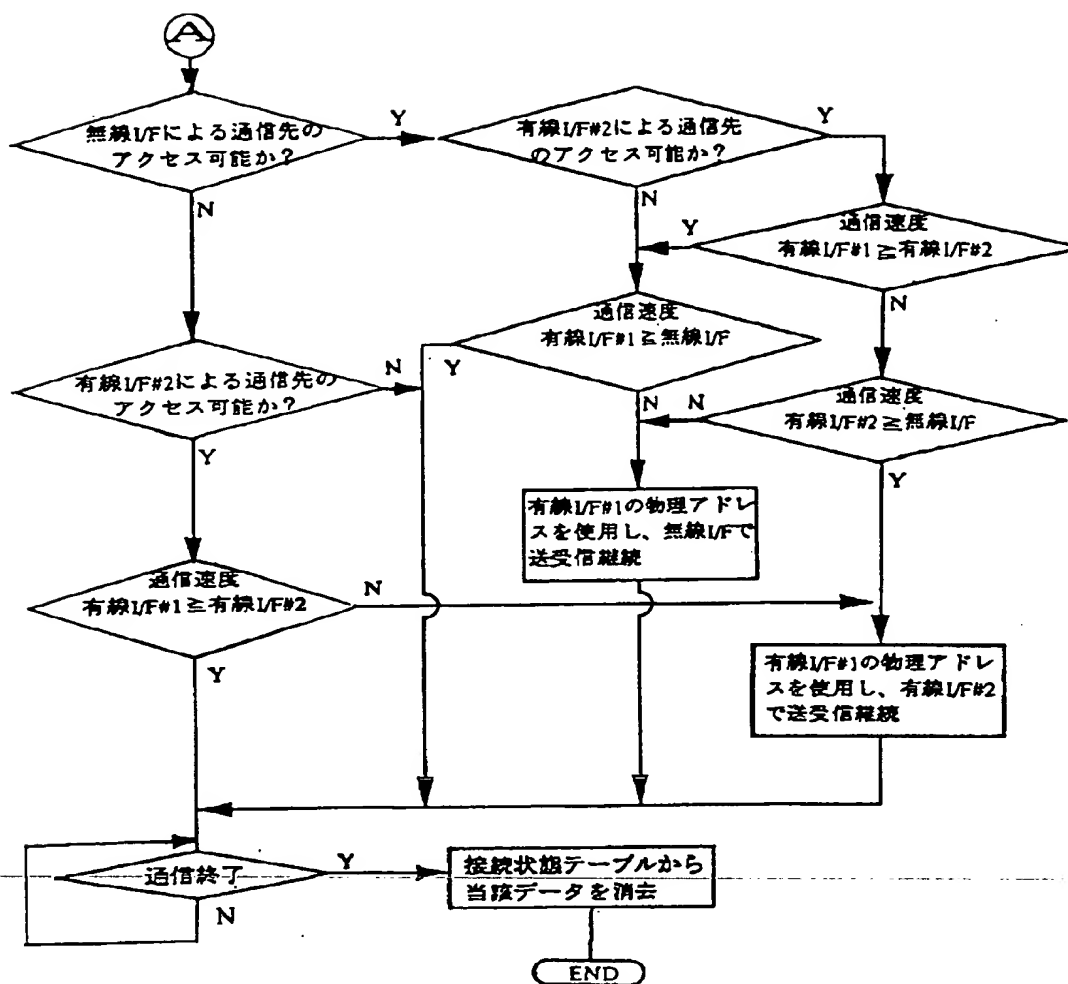 A
無線I/Fによる通信先の
アクセス可能か?
Y
有線I/F#2による通信先
のアクセス可能か?
Y
N
N
通信速度
有線I/F#1≧有線I/F#2
Y
N
通信速度
有線I/F#1≧無線I/F
Y
N
有線I/F#2による通信先の
アクセス可能か?
N
Y
通信速度
有線I/F#2≧無線I/F
N
Y
有線I/F#1の物理アドレ
スを使用し、無線I/Fで
送受信継続
通信速度
有線I/F#1≧有線I/F#2
N
Y
有線I/F#1の物理アドレ
スを使用し、有線I/F#2
で送受信継続
通信終了
Y
N
接続状態テーブルから
当該データを消去
END